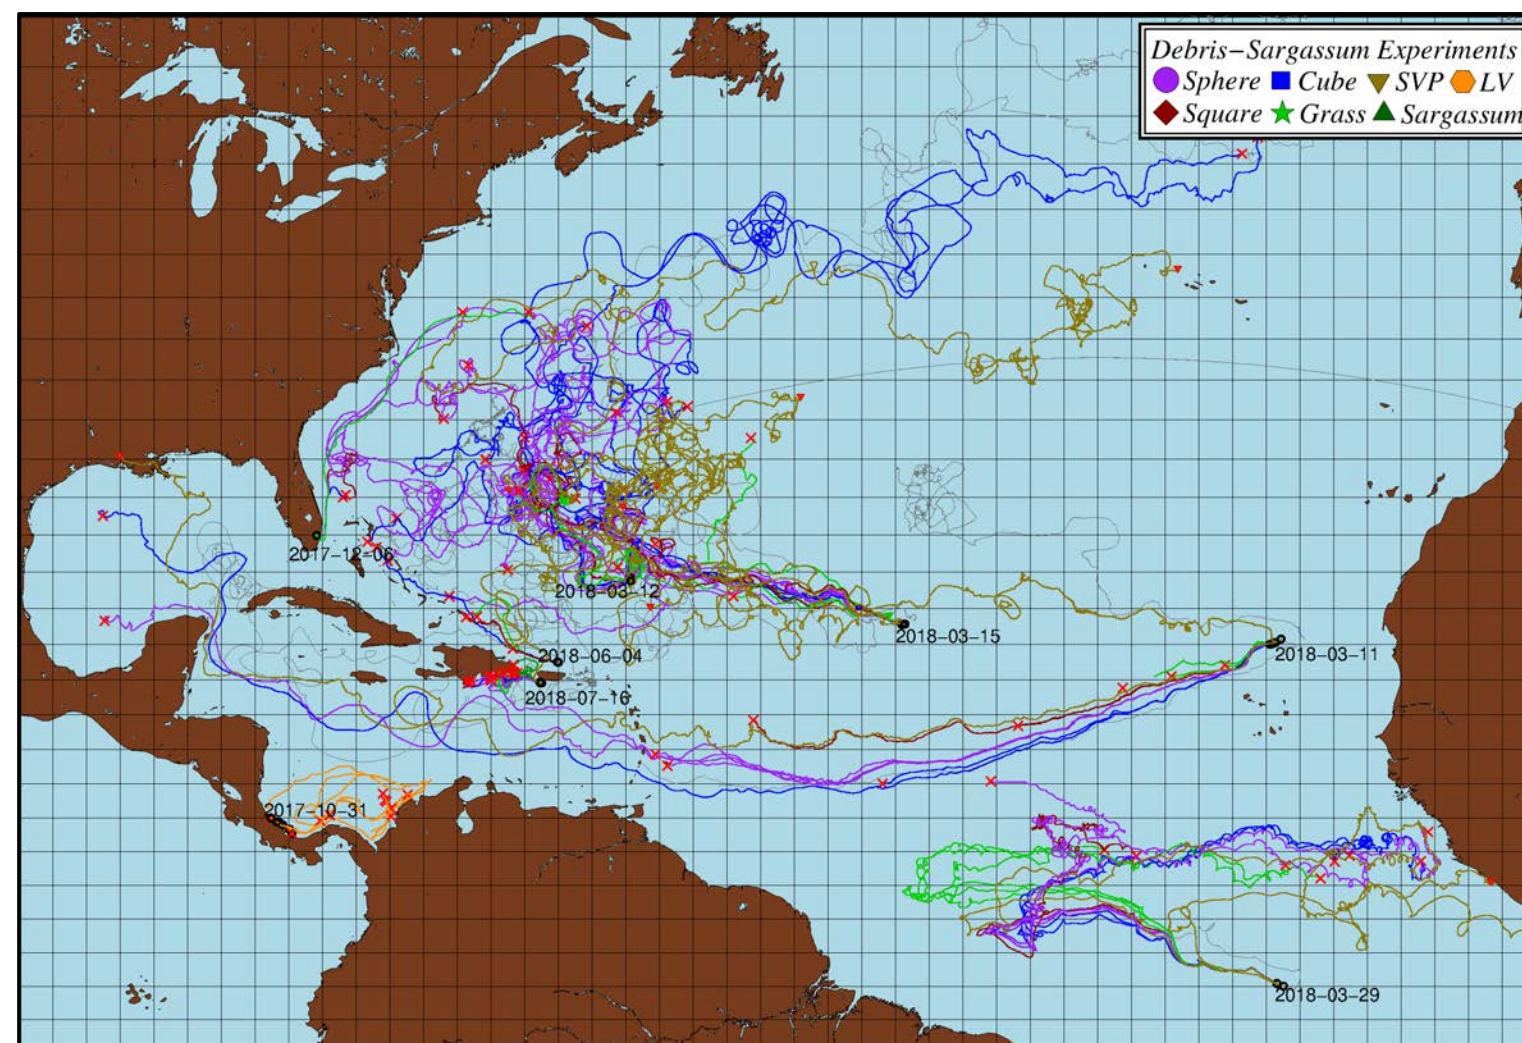 Debris-Sargassum Experiments
Sphere Cube SVP LV
Square Grass Sargassum
2017-12-06
2018-03-12
2018-03-15
2018-06-04
2018-03-11
2018-07-16
2017-10-31
2018-03-29